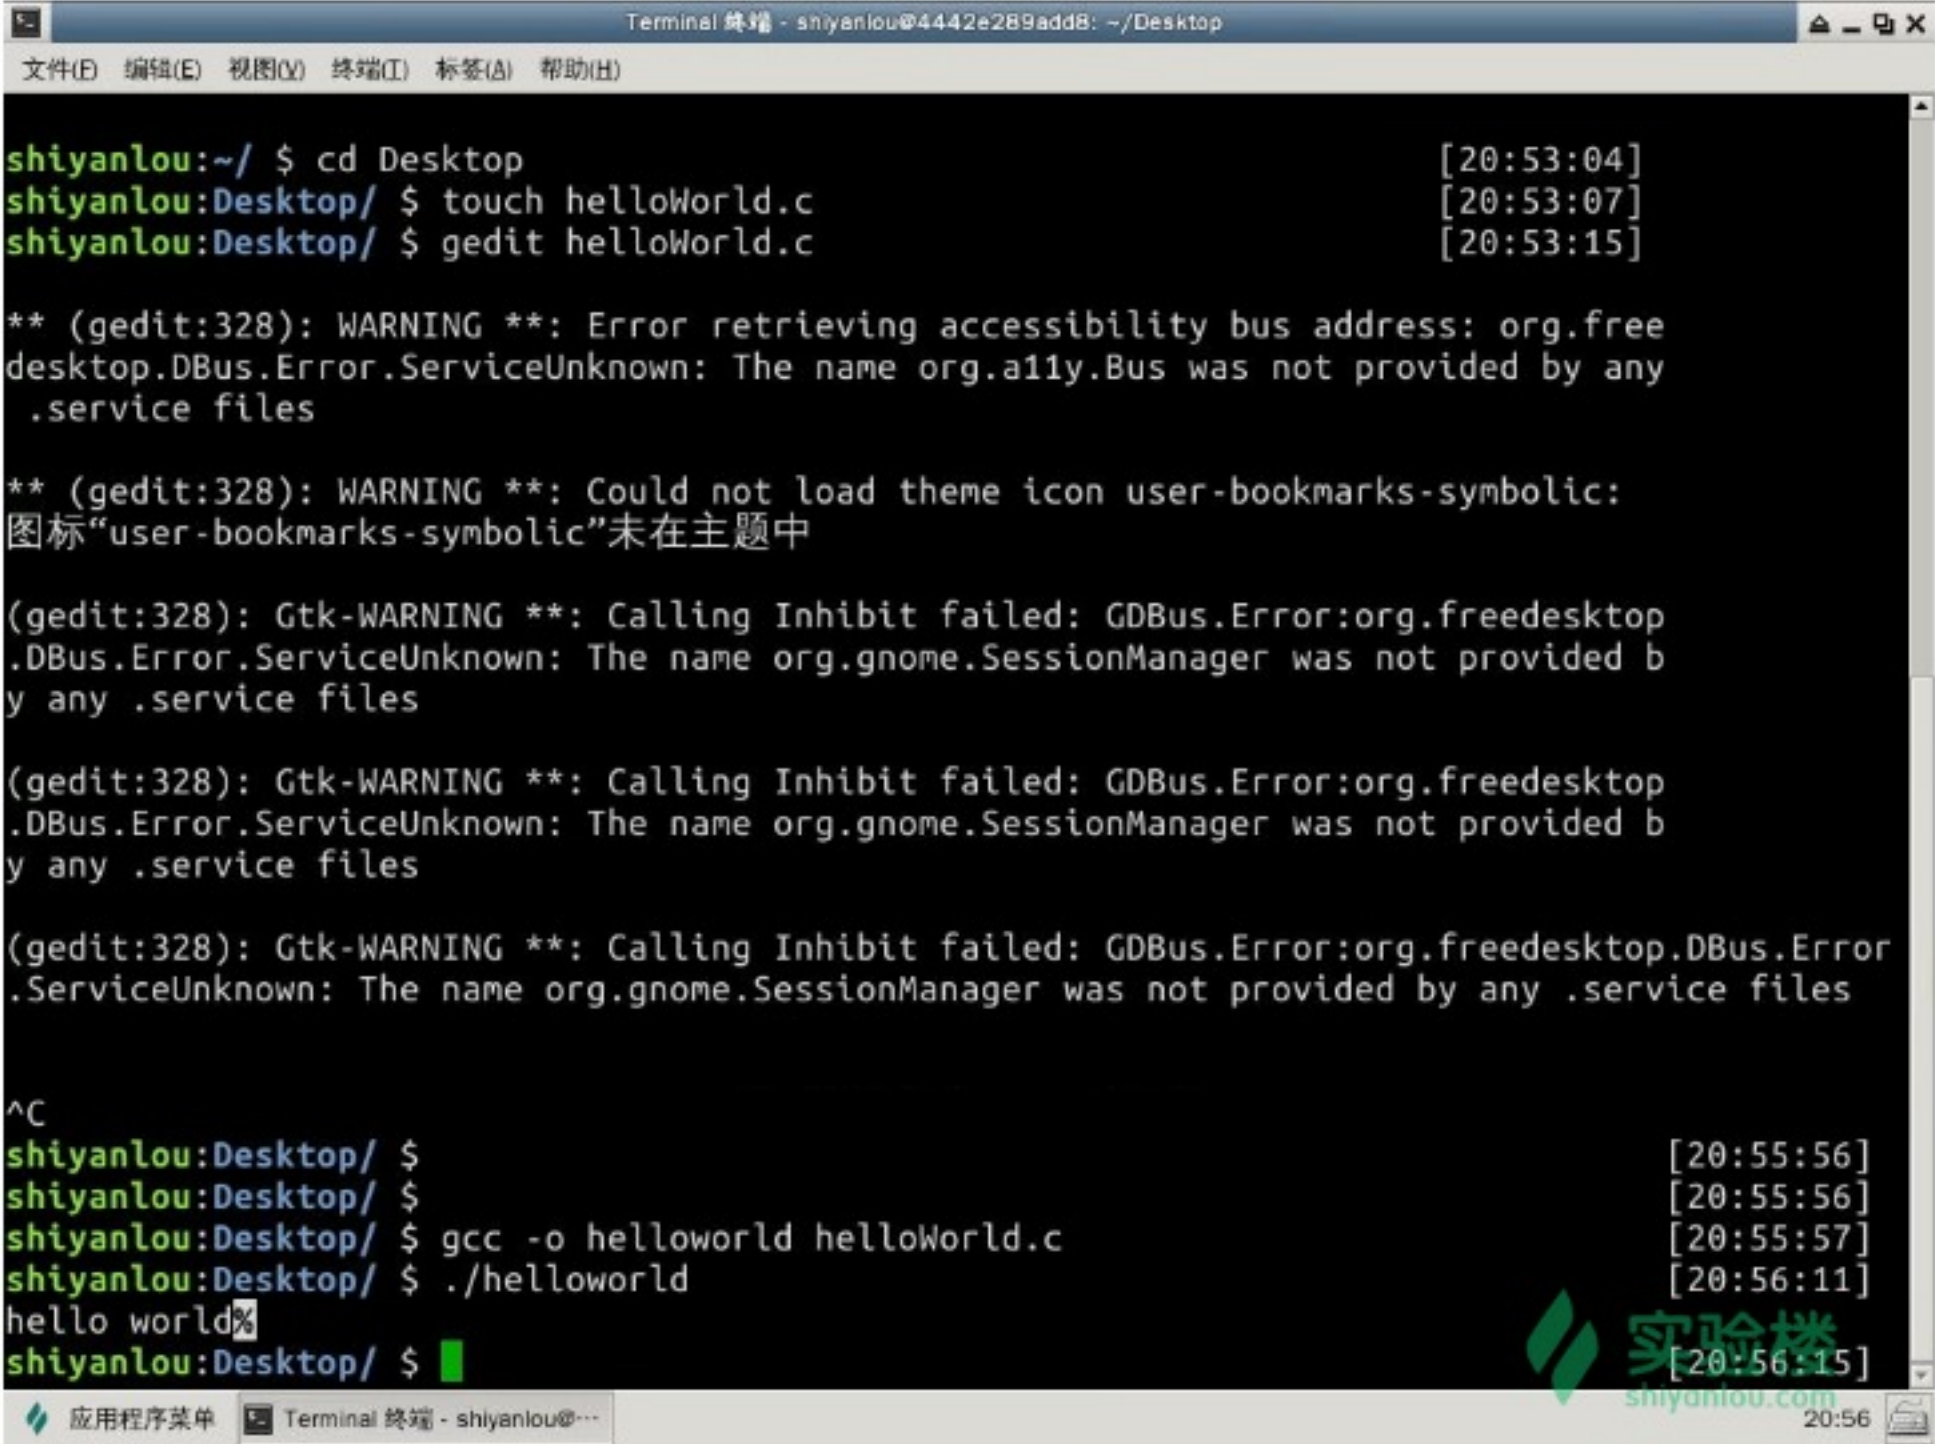 Terminal 终端 - shiyanlou@4442e289add8: ~/Desktop
文件(F) 编辑(E) 视图(V) 终端(T) 标签(A) 帮助(H)
shiyanlou:~/ $ cd Desktop [20:53:04]
shiyanlou:Desktop/ $ touch helloWorld.c [20:53:07]
shiyanlou:Desktop/ $ gedit helloWorld.c [20:53:15]
** (gedit:328): WARNING **: Error retrieving accessibility bus address: org.free
desktop.DBus.Error.ServiceUnknown: The name org.a11y.Bus was not provided by any
.service files
** (gedit:328): WARNING **: Could not load theme icon user-bookmarks-symbolic:
图标“user-bookmarks-symbolic”未在主题中
(gedit:328): Gtk-WARNING **: Calling Inhibit failed: GDBus.Error:org.freedesktop
.DBus.Error.ServiceUnknown: The name org.gnome.SessionManager was not provided b
y any .service files
(gedit:328): Gtk-WARNING **: Calling Inhibit failed: GDBus.Error:org.freedesktop
.DBus.Error.ServiceUnknown: The name org.gnome.SessionManager was not provided b
y any .service files
(gedit:328): Gtk-WARNING **: Calling Inhibit failed: GDBus.Error:org.freedesktop.DBus.Error
.ServiceUnknown: The name org.gnome.SessionManager was not provided by any .service files
^C
shiyanlou:Desktop/ $ [20:55:56]
shiyanlou:Desktop/ $ [20:55:56]
shiyanlou:Desktop/ $ gcc -o helloworld helloWorld.c [20:55:57]
shiyanlou:Desktop/ $ ./helloworld [20:56:11]
hello world%
shiyanlou:Desktop/ $ [20:56:15]
实验楼
shiyanlou.com
应用程序菜单 Terminal 终端 - shiyanlou@··· 20:56